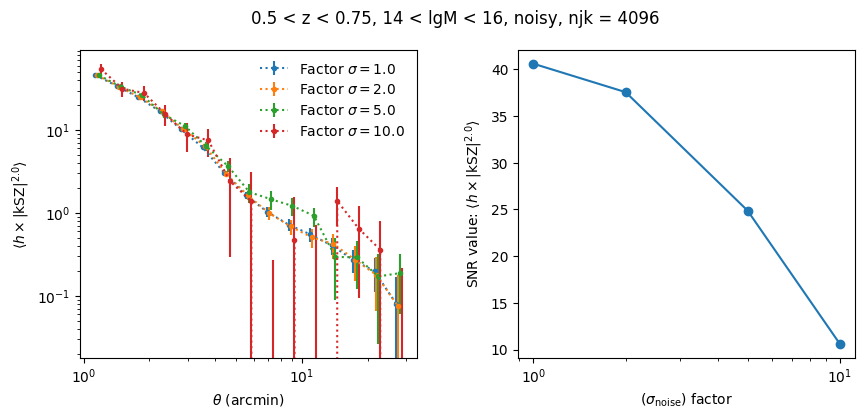 0.5 < z < 0.75, 14 < lgM < 16, noisy, njk = 4096
Factor σ = 1.0
Factor σ = 2.0
Factor σ = 5.0
Factor σ = 10.0
10¹
10⁰
10⁻¹
⟨h × |kSZ|²·⁰⟩
10⁰ 10¹
θ (arcmin)
40
35
30
25
20
15
10
SNR value: ⟨h × |kSZ|²·⁰⟩
10⁰ 10¹
(σnoise) factor